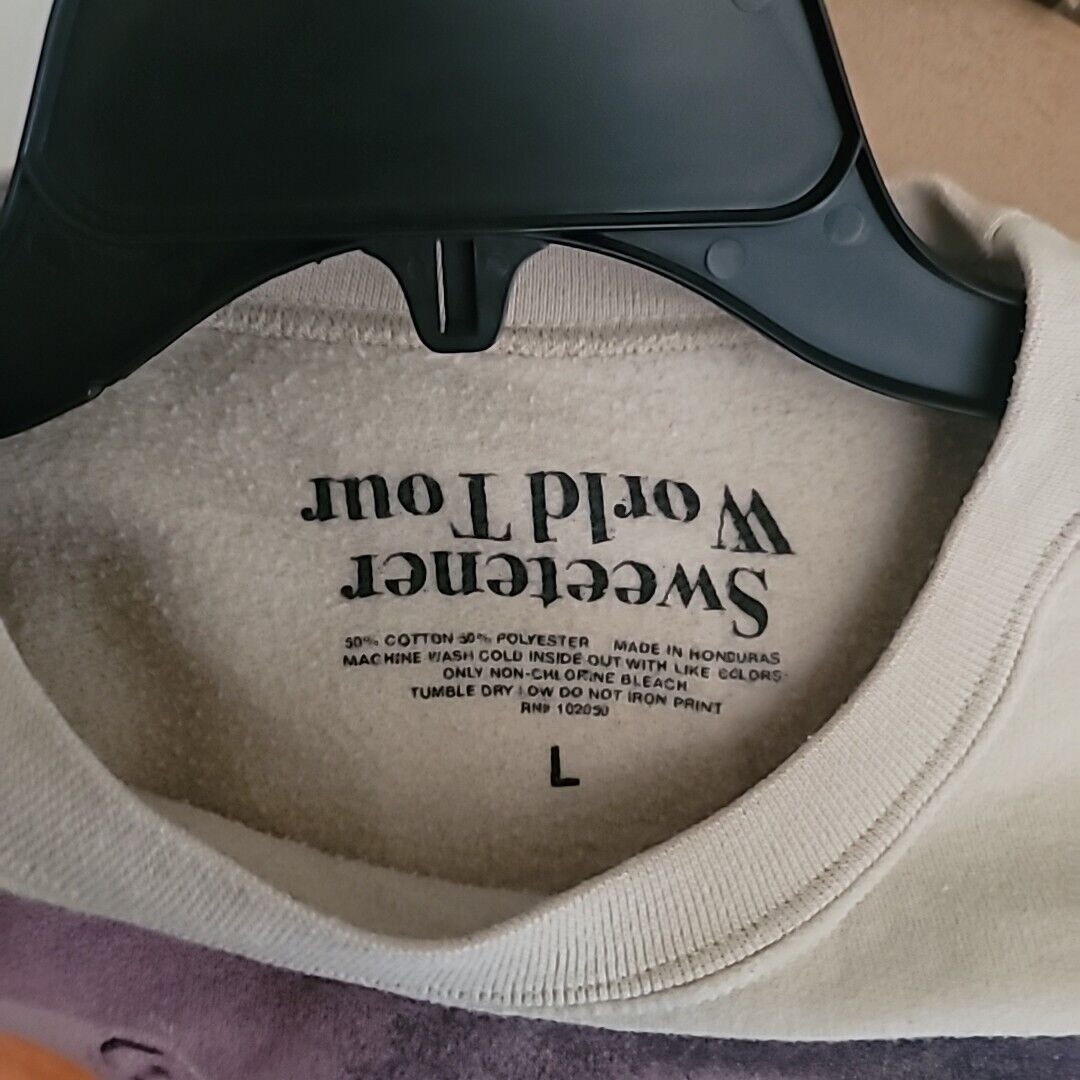 Sweetener
World Tour
50% COTTON 50% POLYESTER MADE IN HONDURAS
MACHINE WASH COLD INSIDE OUT WITH LIKE COLORS
ONLY NON-CHLORINE BLEACH
TUMBLE DRY LOW DO NOT IRON PRINT
RN# 102050
L